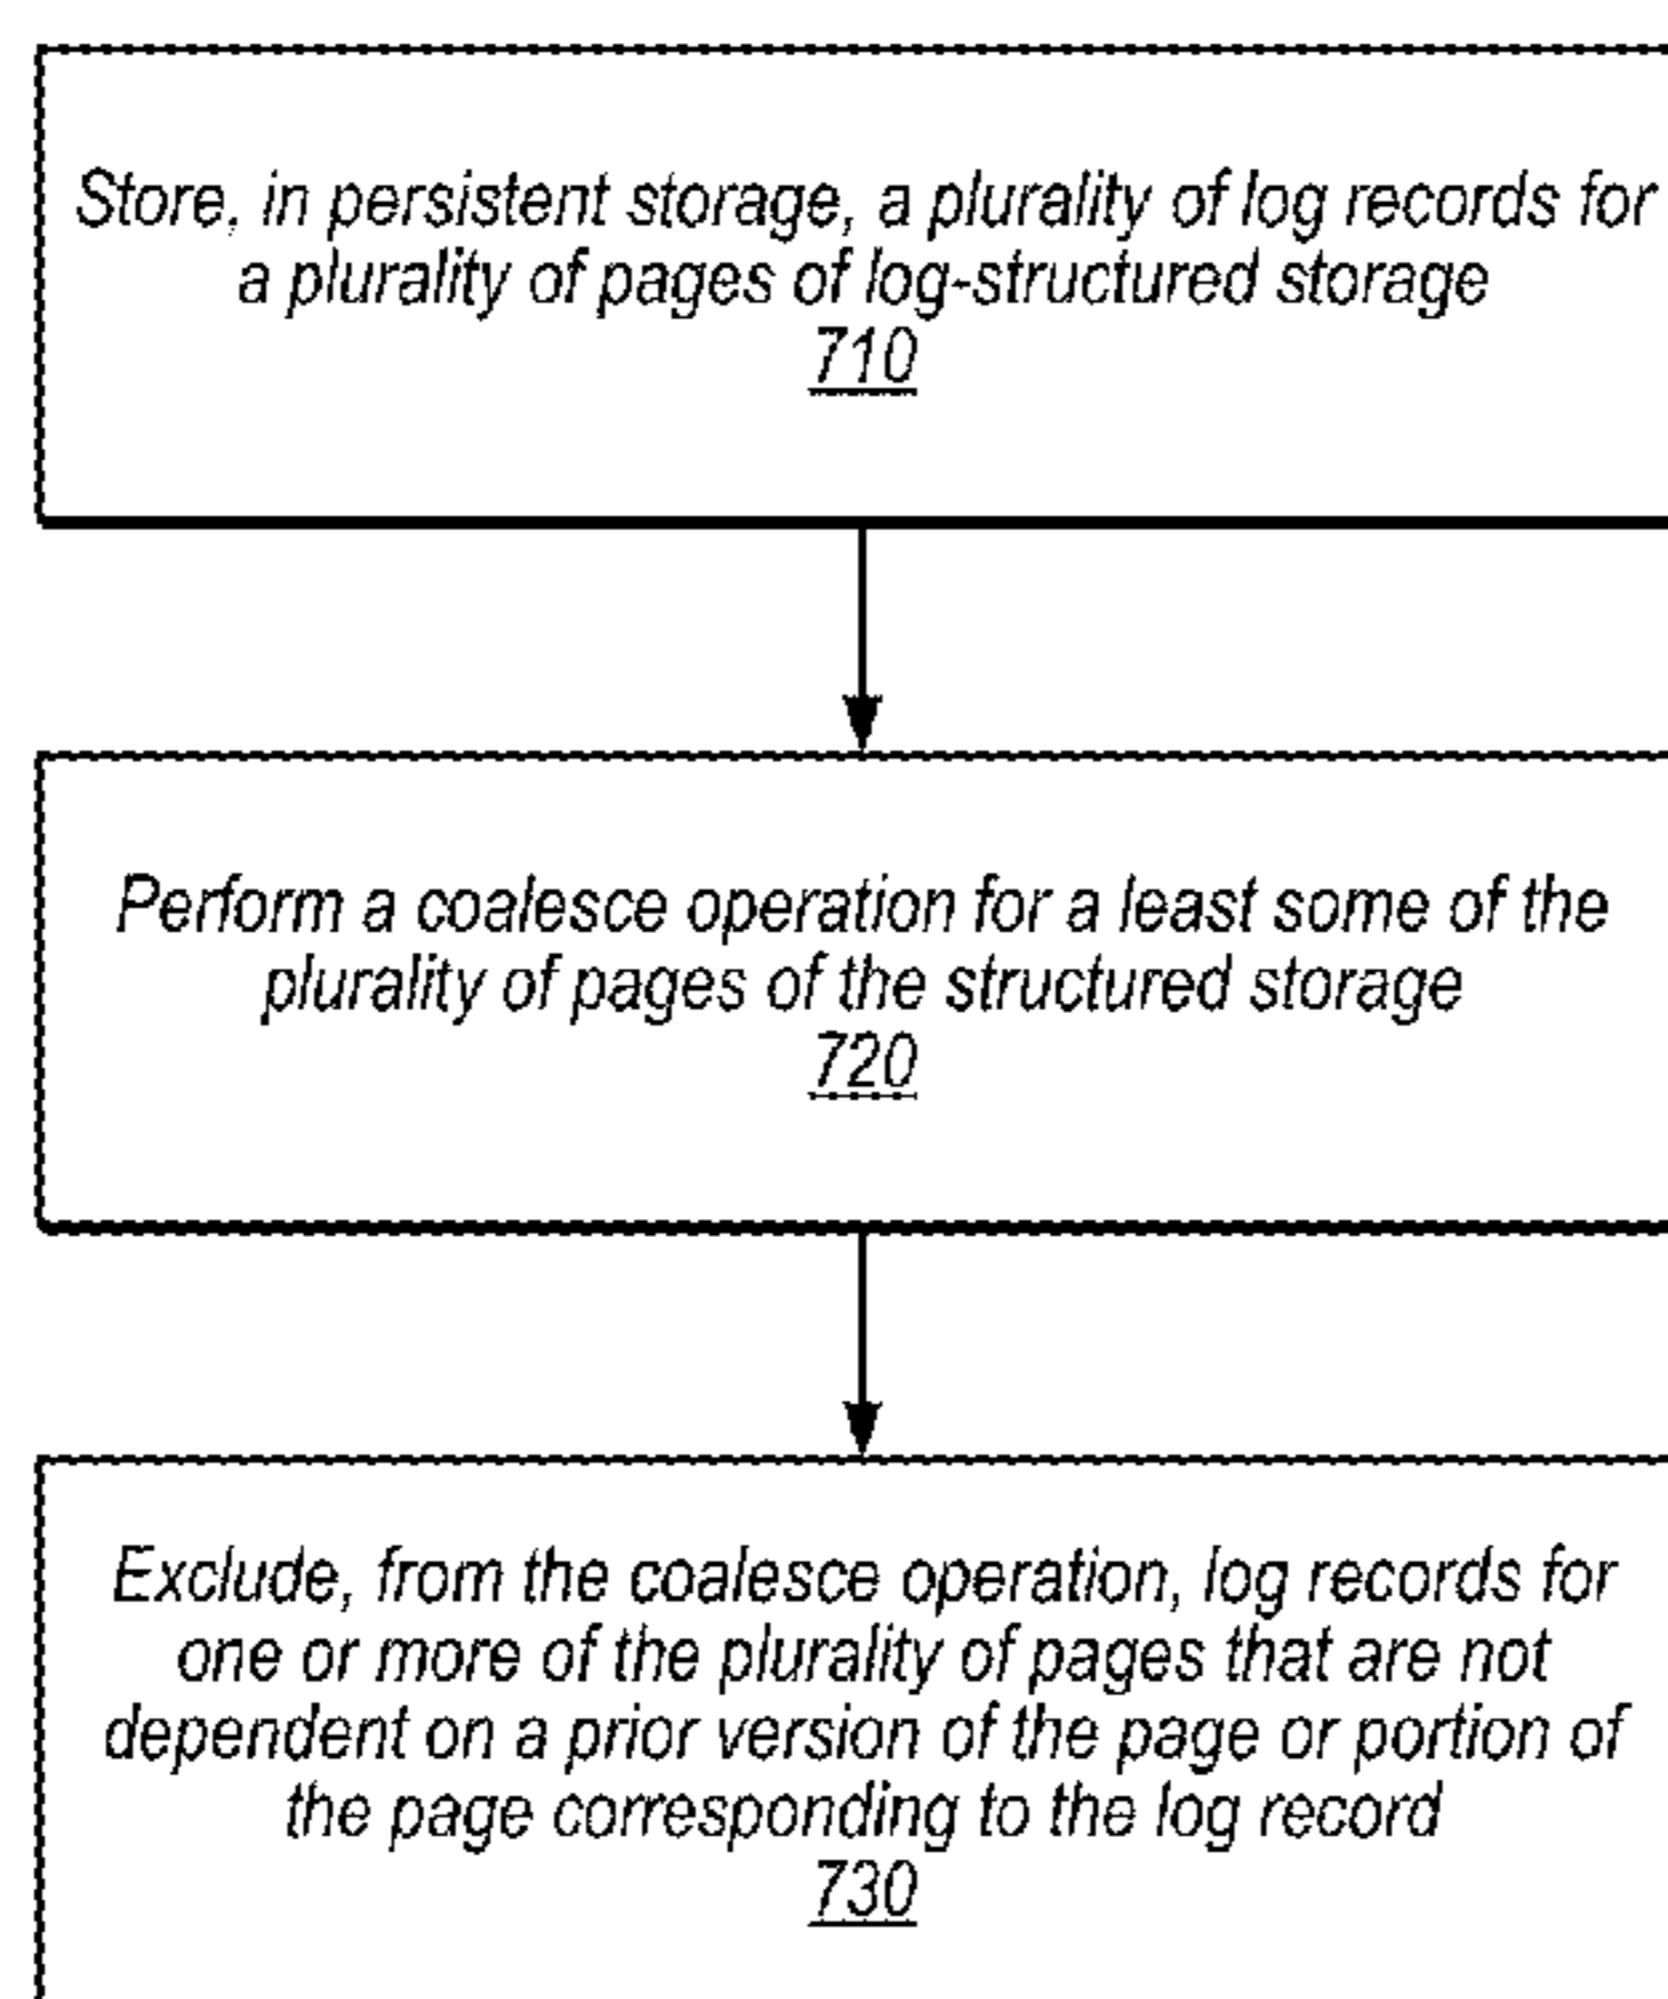 Store, in persistent storage, a plurality of log records for
a plurality of pages of log-structured storage
710
Perform a coalesce operation for a least some of the
plurality of pages of the structured storage
720
Exclude, from the coalesce operation, log records for
one or more of the plurality of pages that are not
dependent on a prior version of the page or portion of
the page corresponding to the log record
730